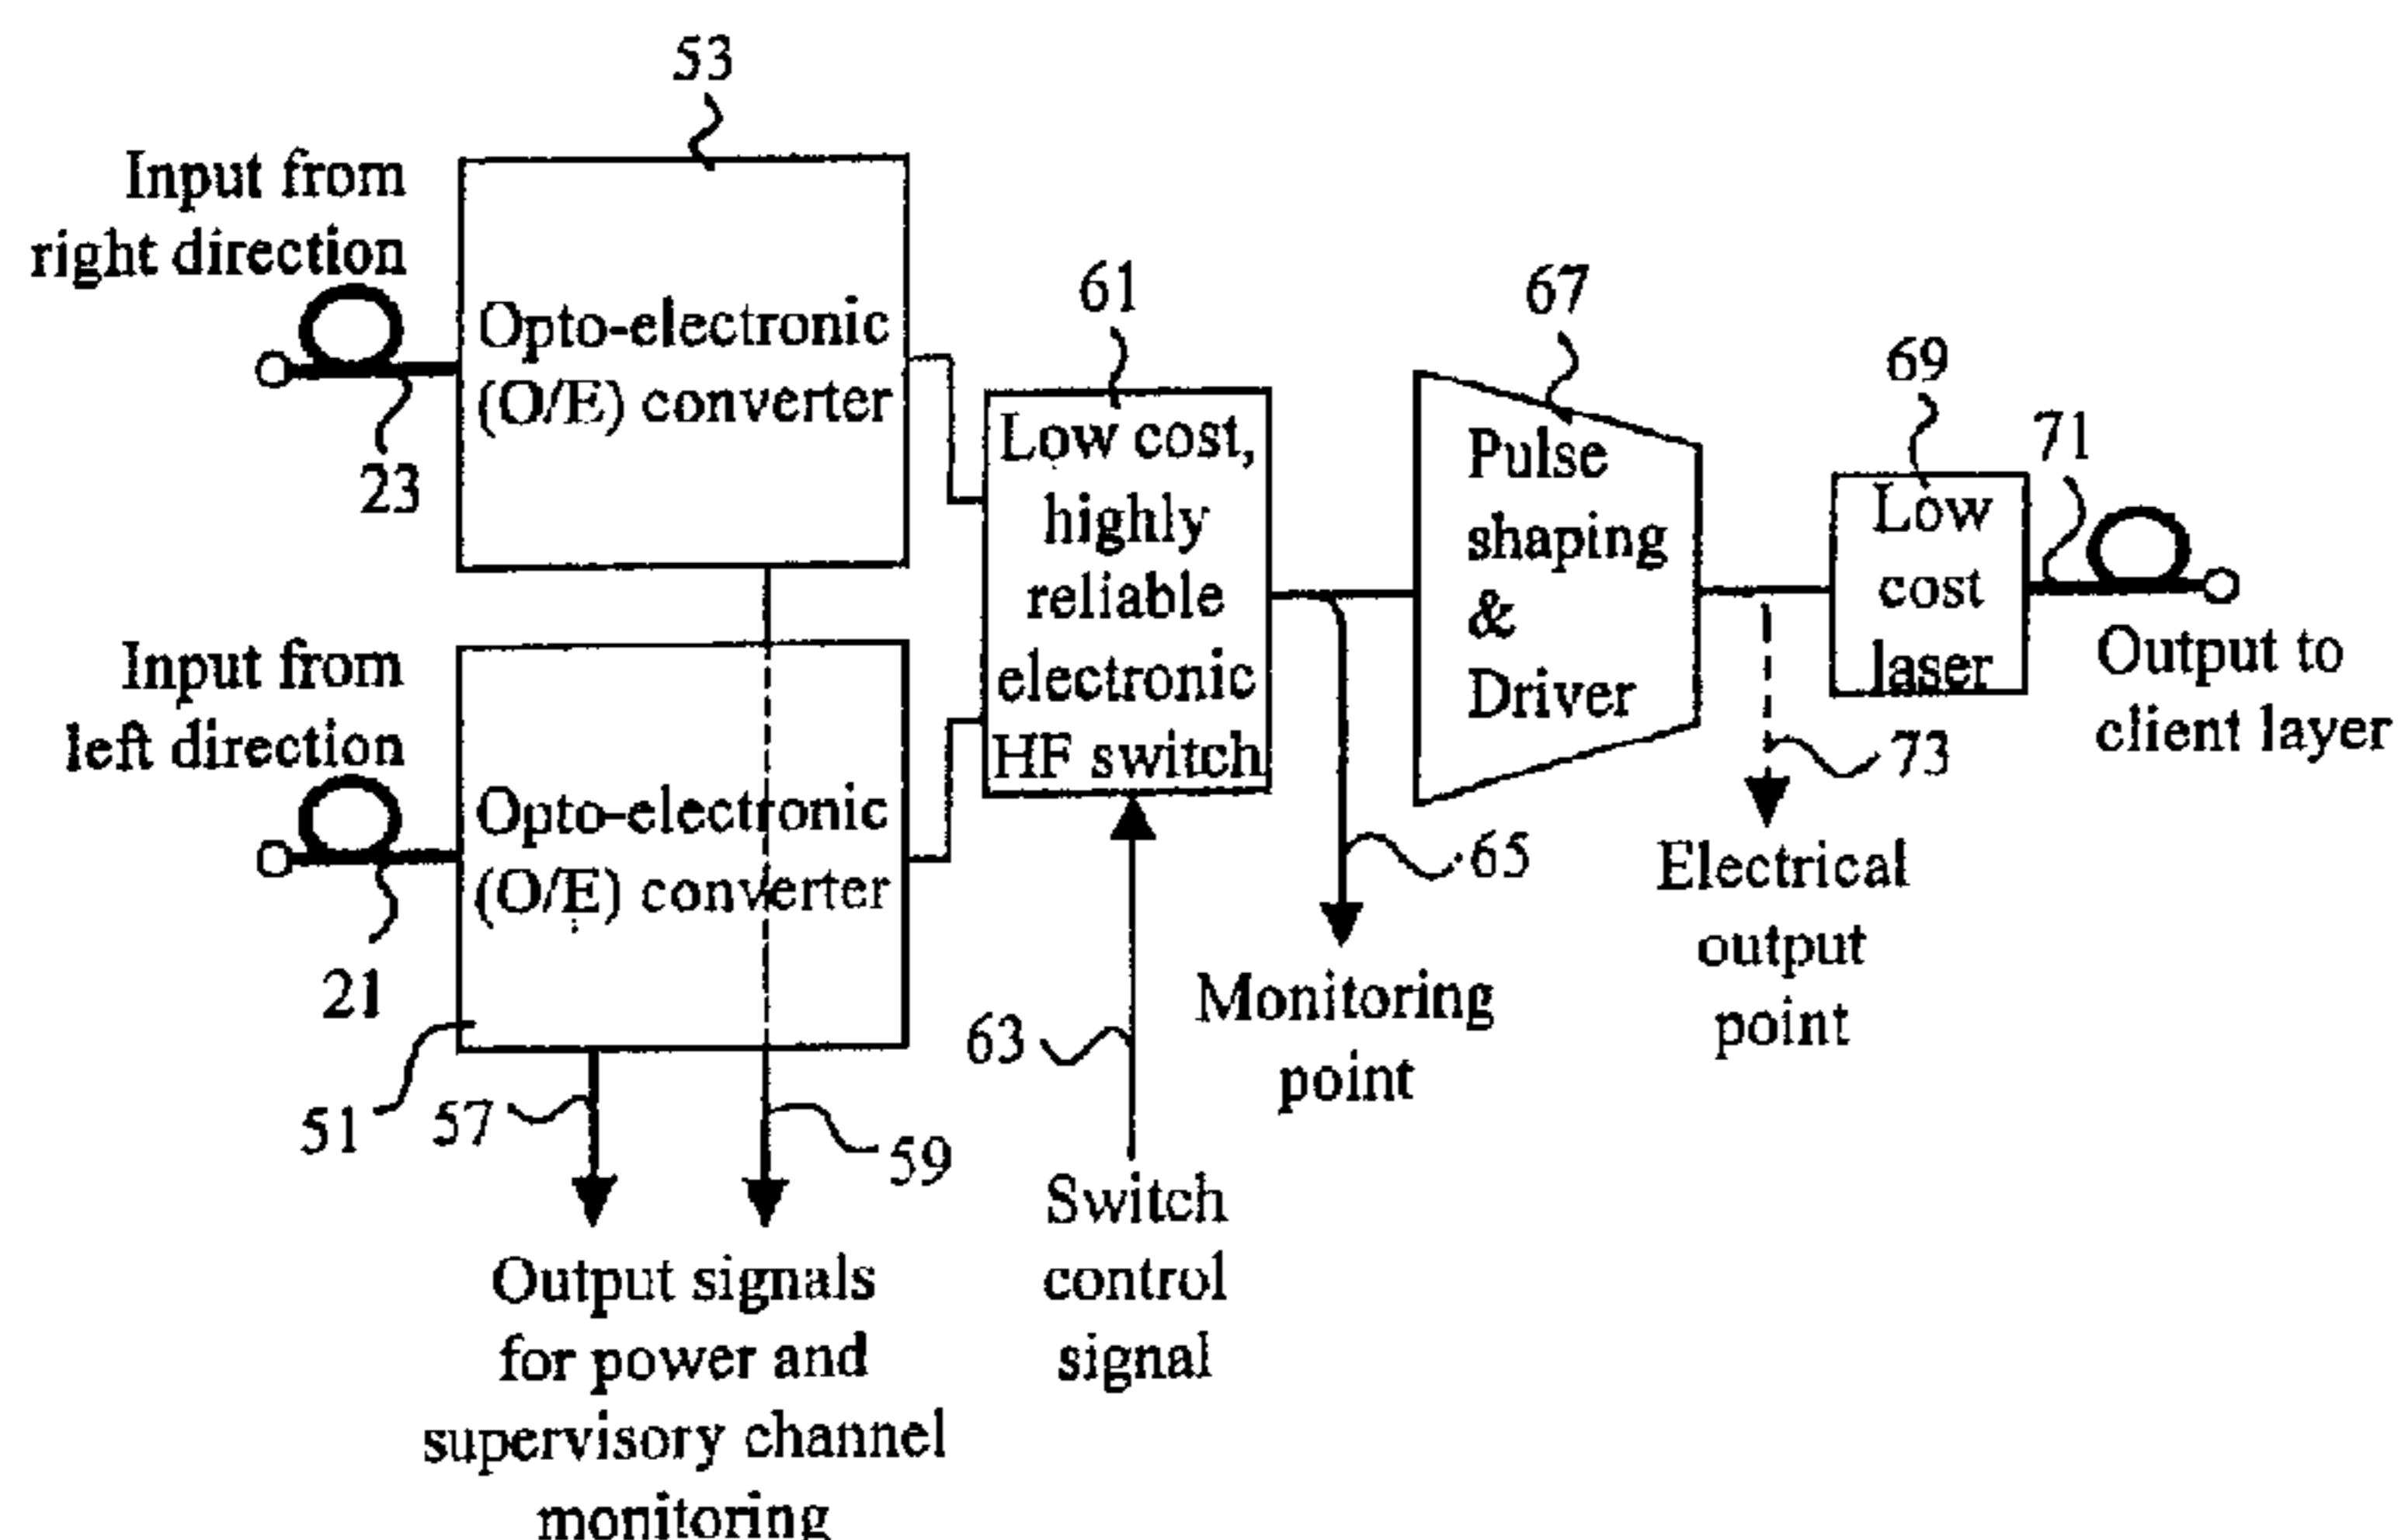 53
Input from
right direction
Opto-electronic
(O/E) converter
23
61
Low cost,
highly
reliable
electronic
HF switch
67
Pulse
shaping
&
Driver
69
Low
cost
laser
71
Output to
client layer
73
Electrical
output
point
Input from
left direction
Opto-electronic
(O/E) converter
21
51
57
59
65
Monitoring
point
63
Switch
control
signal
Output signals
for power and
supervisory channel
monitoring